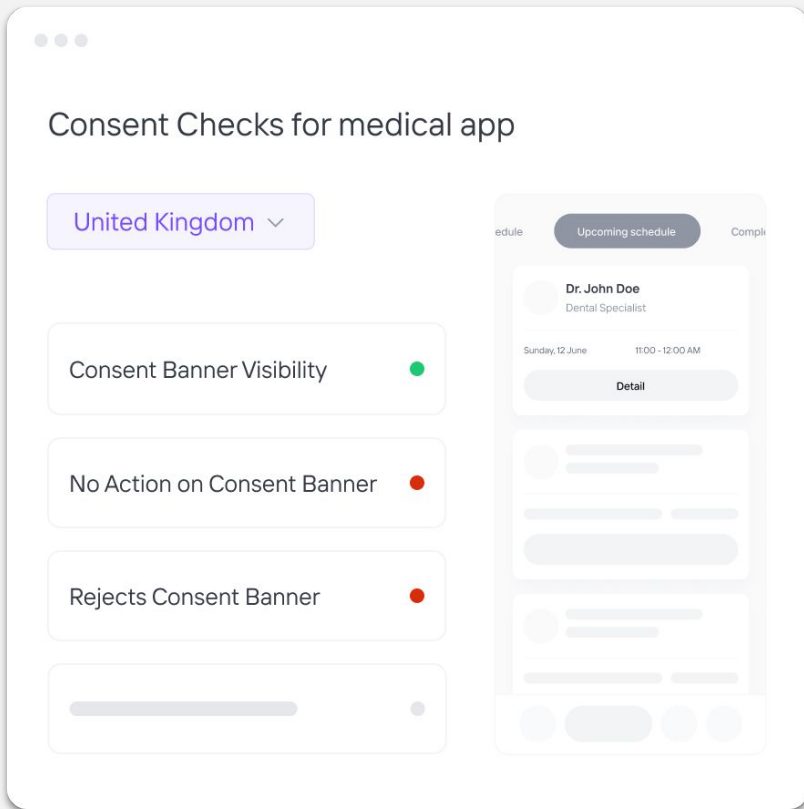 Consent Checks for medical app
United Kingdom
Consent Banner Visibility
No Action on Consent Banner
Rejects Consent Banner
edule
Upcoming schedule
Comple
Dr. John Doe
Dental Specialist
Sunday, 12 June
11:00 - 12:00 AM
Detail